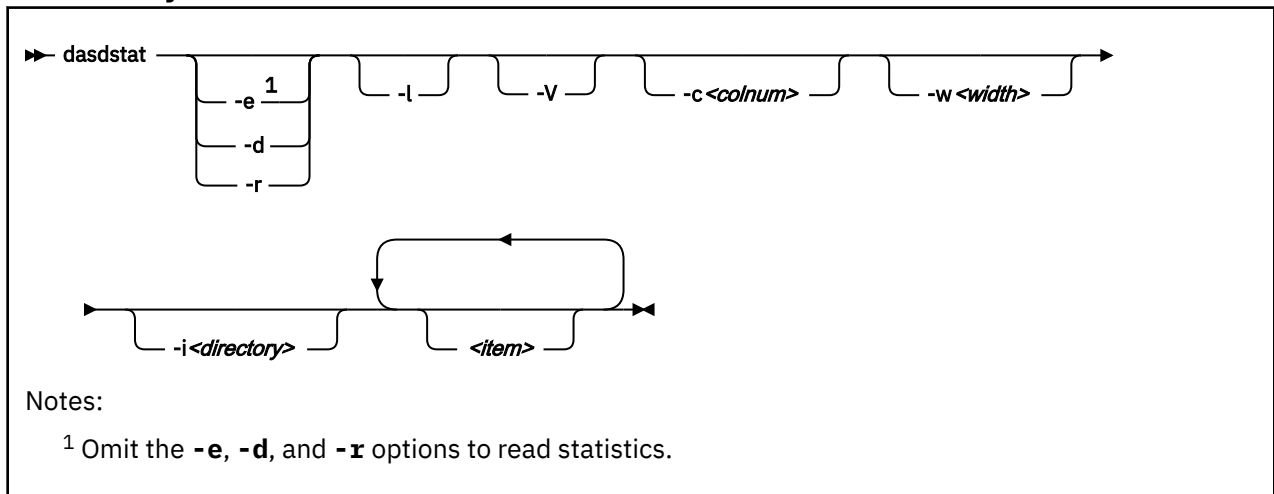 dasdstat
-e 1
-l
-V
-c<colnum>
-w<width>
-d
-r
-i<directory>
<item>
Notes:
1 Omit the -e, -d, and -r options to read statistics.